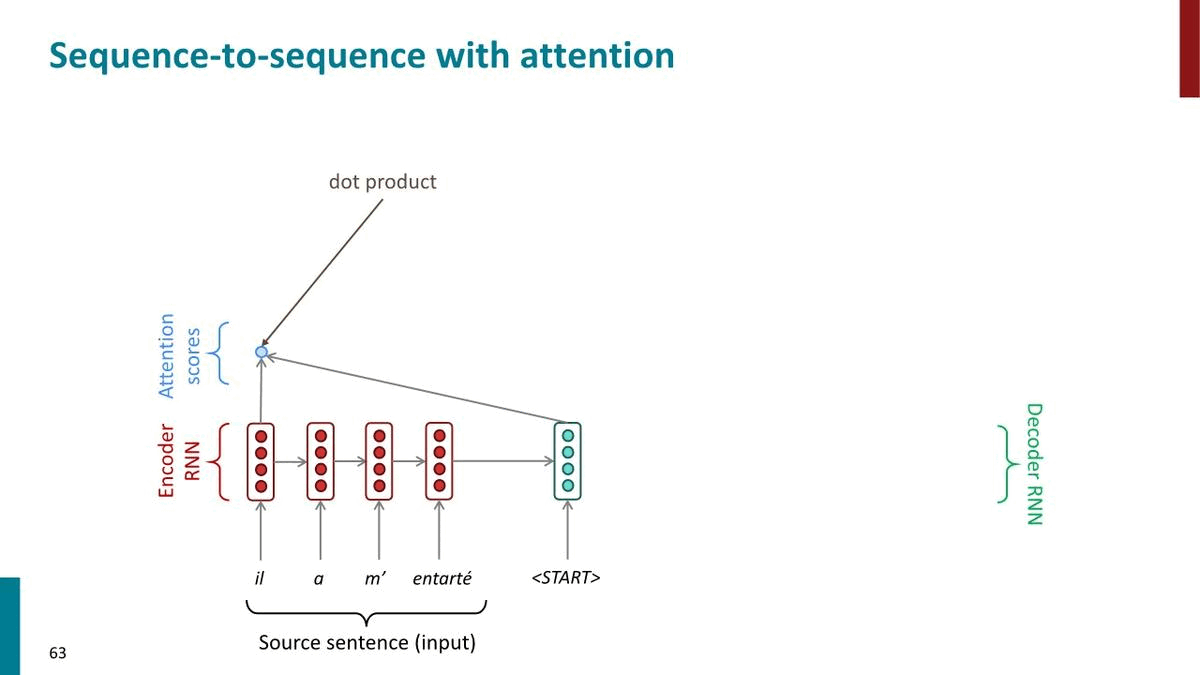 Sequence-to-sequence with attention
dot product
Attention
scores
Encoder
RNN
Decoder RNN
il a m’ entarté <START>
Source sentence (input)
63